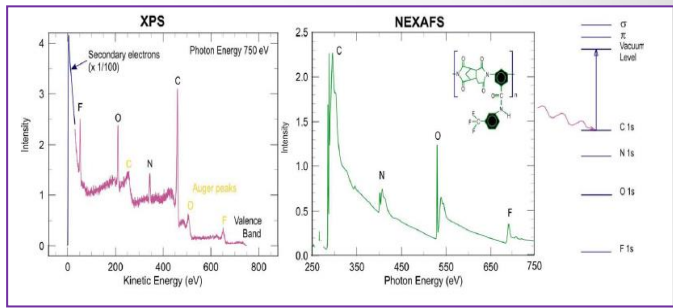 XPS
NEXAFS
Secondary electrons
(x 1/100)
Photon Energy 750 eV
F
O
C
N
C
Auger peaks
O
F
Valence
Band
Intensity
4
3
2
1
0
0
200
400
600
800
Kinetic Energy (eV)
C
N
O
F
Intensity
2.5
2.0
1.5
1.0
0.5
0.0
250
350
450
550
650
750
Photon Energy (eV)
σ
π
Vacuum
Level
C 1s
N 1s
O 1s
F 1s